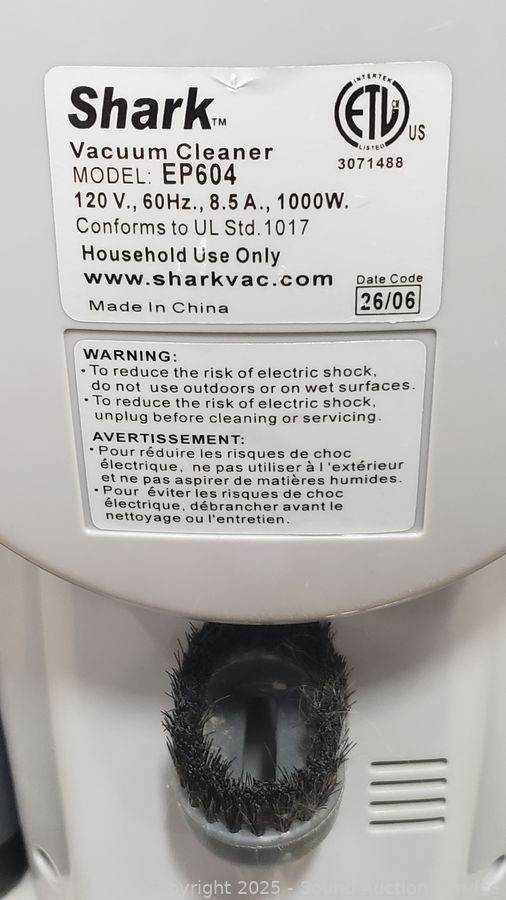 Shark™
Vacuum Cleaner
MODEL: EP604
120 V., 60Hz., 8.5 A., 1000W.
Conforms to UL Std.1017
Household Use Only
www.sharkvac.com
Made In China
INTERTEK
ETL CM
US
LISTED
3071488
Date Code
26/06
WARNING:
• To reduce the risk of electric shock,
do not use outdoors or on wet surfaces.
• To reduce the risk of electric shock,
unplug before cleaning or servicing.
AVERTISSEMENT:
• Pour réduire les risques de choc
électrique, ne pas utiliser à l'extérieur
et ne pas aspirer de matières humides.
• Pour éviter les risques de choc
électrique, débrancher avant le
nettoyage ou l'entretien.
Copyright 2025 - Sound Auction Service